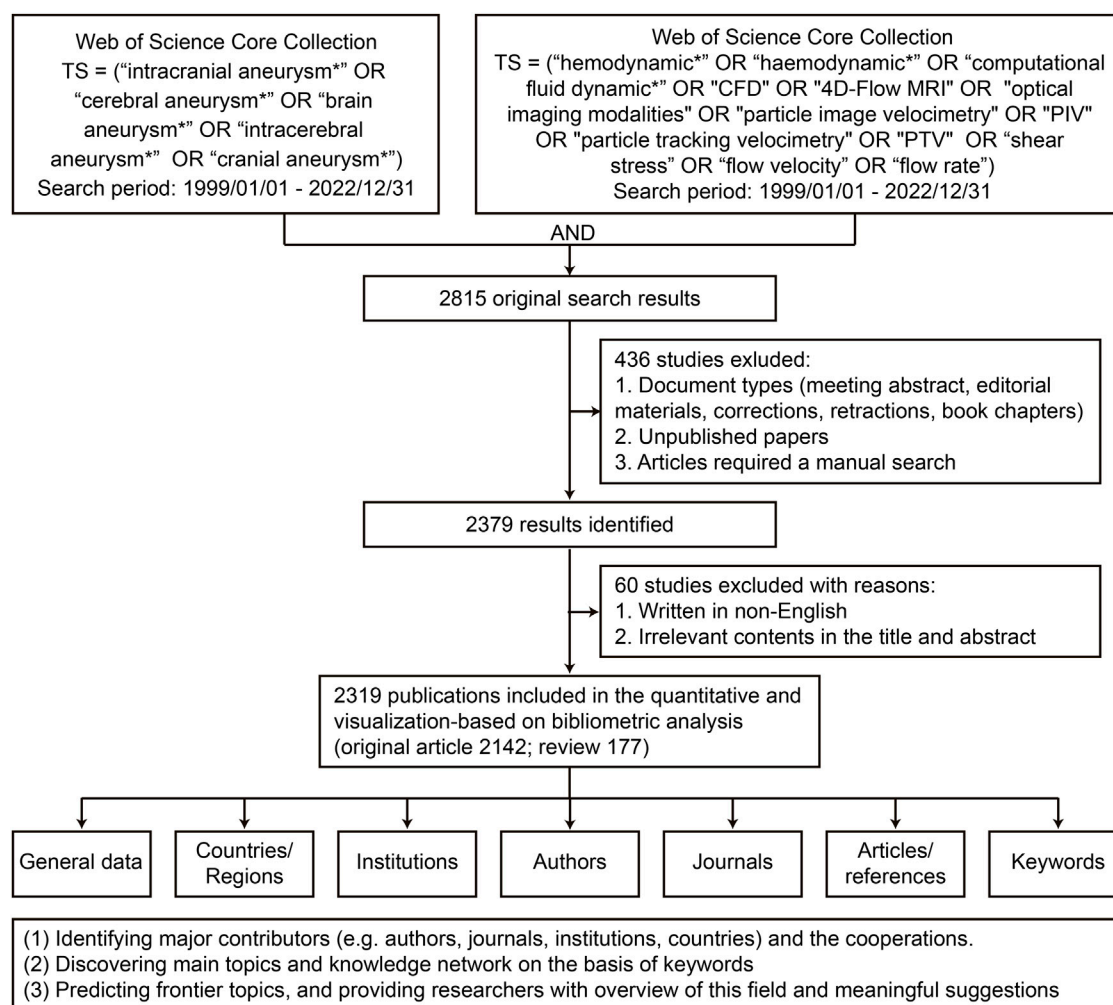 Web of Science Core Collection
TS = (“intracranial aneurysm*” OR
“cerebral aneurysm*” OR “brain
aneurysm*” OR “intracerebral
aneurysm*”  OR “cranial aneurysm*”)
Search period: 1999/01/01 - 2022/12/31
Web of Science Core Collection
TS = (“hemodynamic*” OR “haemodynamic*” OR “computational
fluid dynamic*” OR "CFD" OR "4D-Flow MRI" OR  "optical
imaging modalities" OR "particle image velocimetry" OR "PIV"
OR "particle tracking velocimetry" OR "PTV"  OR “shear
stress” OR “flow velocity” OR “flow rate”)
Search period: 1999/01/01 - 2022/12/31
AND
2815 original search results
436 studies exluded:
1. Document types (meeting abstract, editorial
materials, corrections, retractions, book chapters)
2. Unpublished papers
3. Articles required a manual search
2379 results identified
60 studies excluded with reasons:
1. Written in non-English
2. Irrelevant contents in the title and abstract
2319 publications included in the quantitative and
visualization-based on bibliometric analysis
(original article 2142; review 177)
General data
Countries/
Regions
Institutions
Authors
Journals
Articles/
references
Keywords
(1) Identifying major contributors (e.g. authors, journals, institutions, countries) and the cooperations.
(2) Discovering main topics and knowledge network on the basis of keywords
(3) Predicting frontier topics, and providing researchers with overview of this field and meaningful suggestions